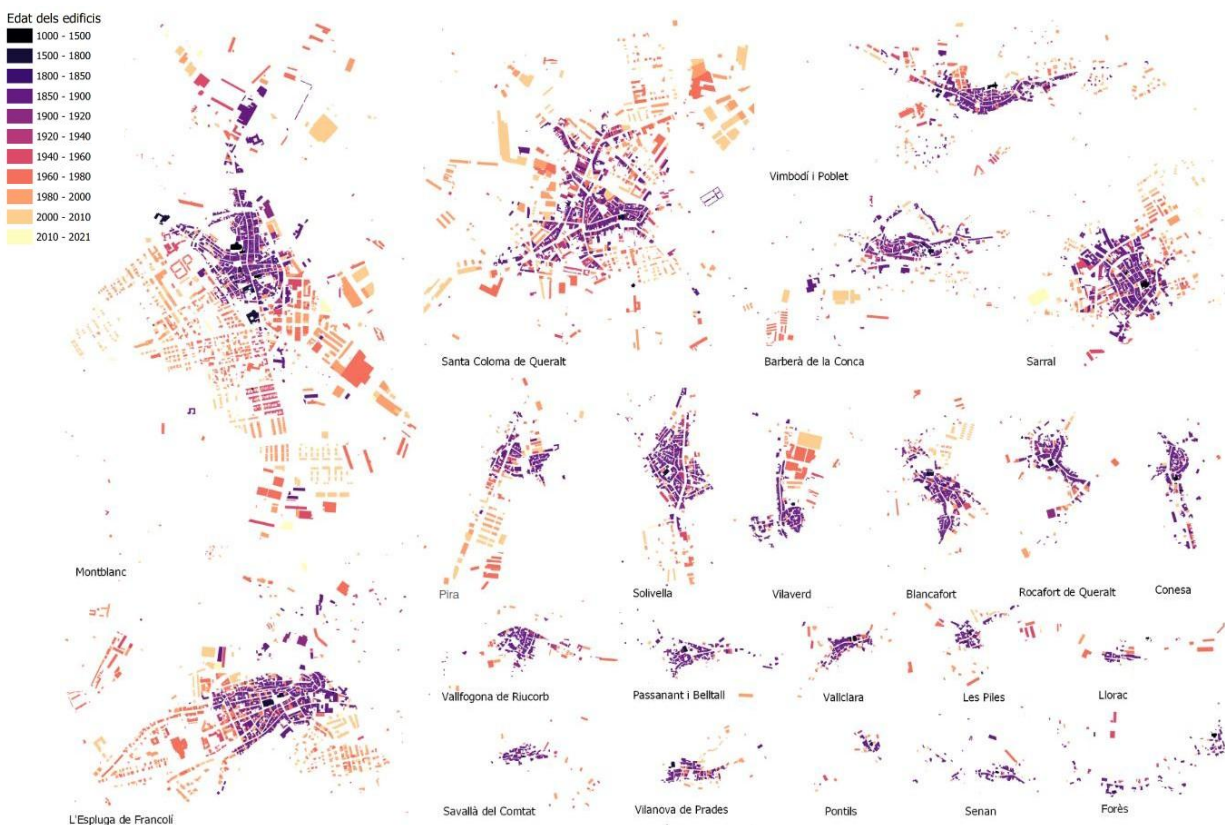 Edat dels edificis
1000 - 1500
1500 - 1800
1800 - 1850
1850 - 1900
1900 - 1920
1920 - 1940
1940 - 1960
1960 - 1980
1980 - 2000
2000 - 2010
2010 - 2021
Vimbodí i Poblet
Santa Coloma de Queralt
Barberà de la Conca
Sarral
Montblanc
Pira
Solivella
Vilaverd
Blancafort
Rocafort de Queralt
Conesa
Vallfogona de Riucorb
Passanant i Belltall
Vallclara
Les Piles
Llorac
L'Espluga de Francolí
Savallà del Comtat
Vilanova de Prades
Pontils
Senan
Forès